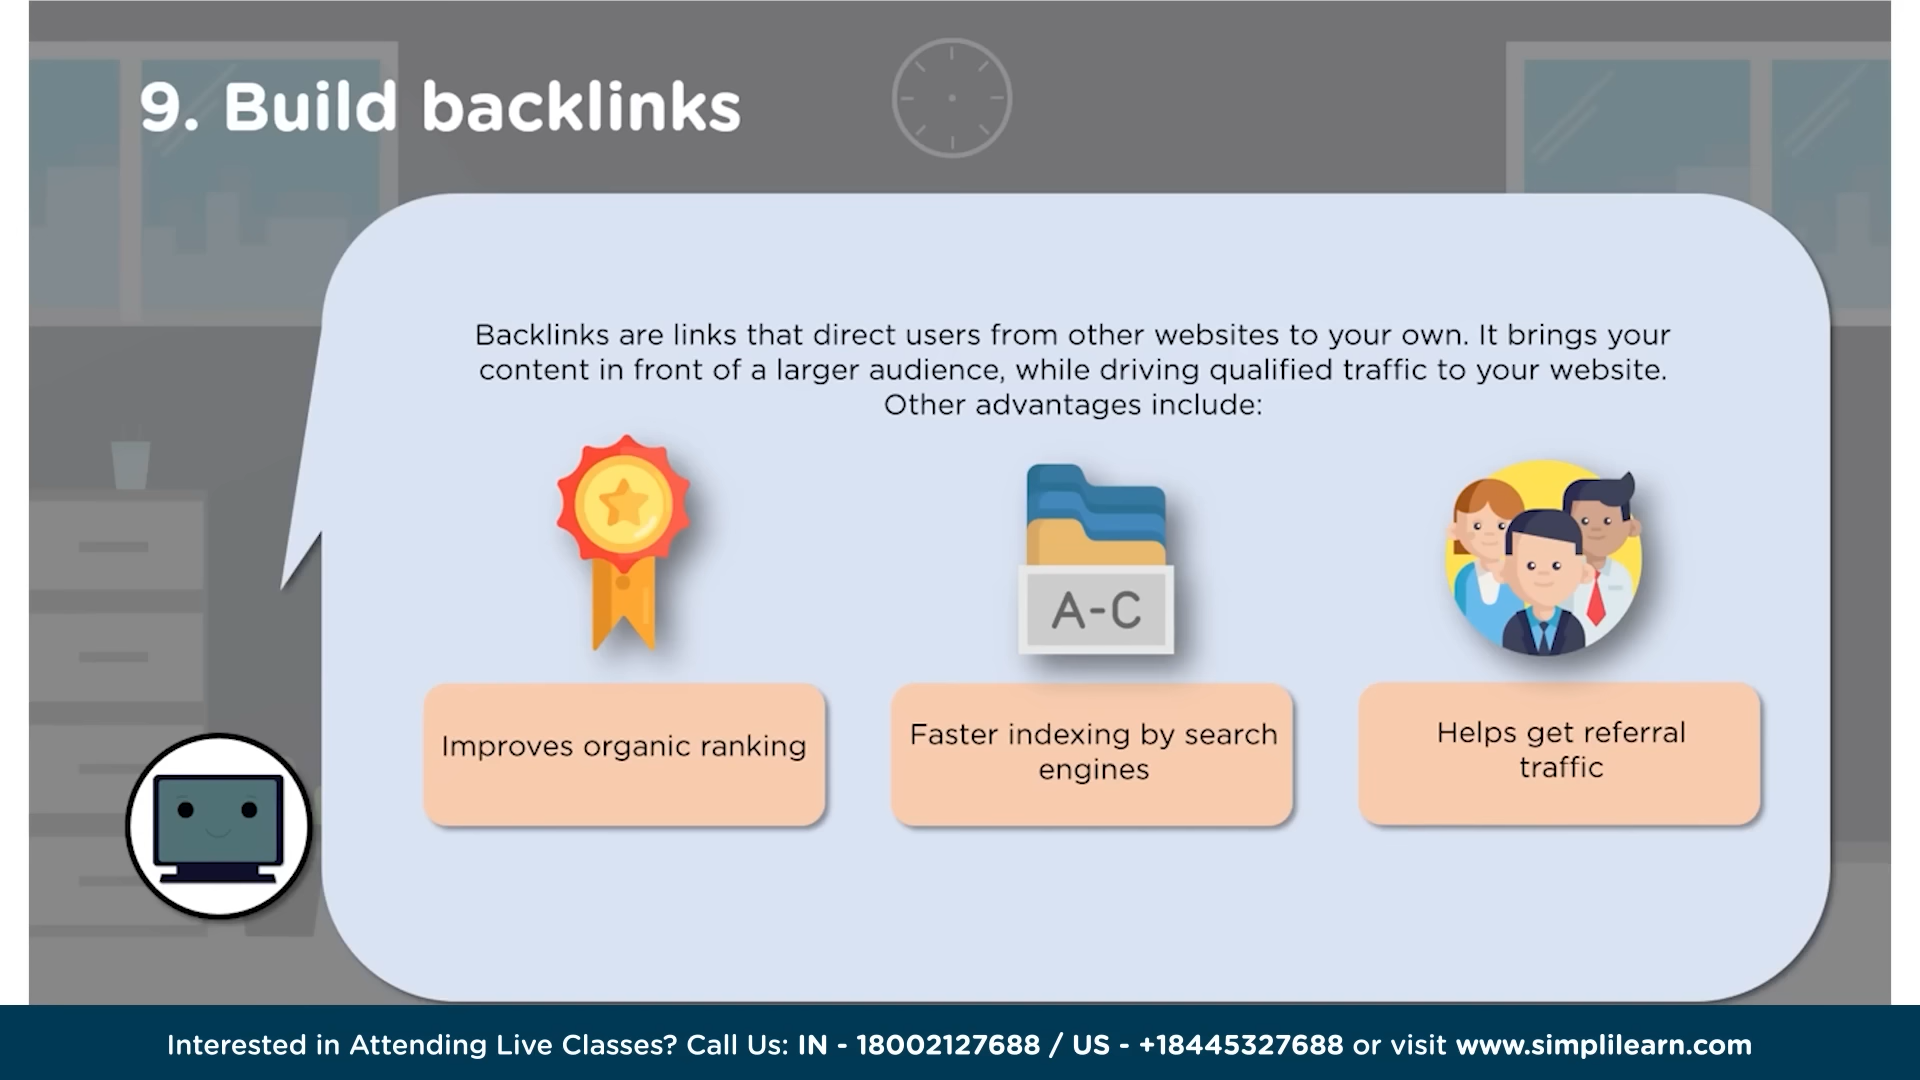 9. Build backlinks
Backlinks are links that direct users from other websites to your own. It brings your
content in front of a larger audience, while driving qualified traffic to your website.
Other advantages include:
A-C
Improves organic ranking
Faster indexing by search
engines
Helps get referral
traffic
Interested in Attending Live Classes? Call Us: IN - 18002127688 / US - +18445327688 or visit www.simplilearn.com